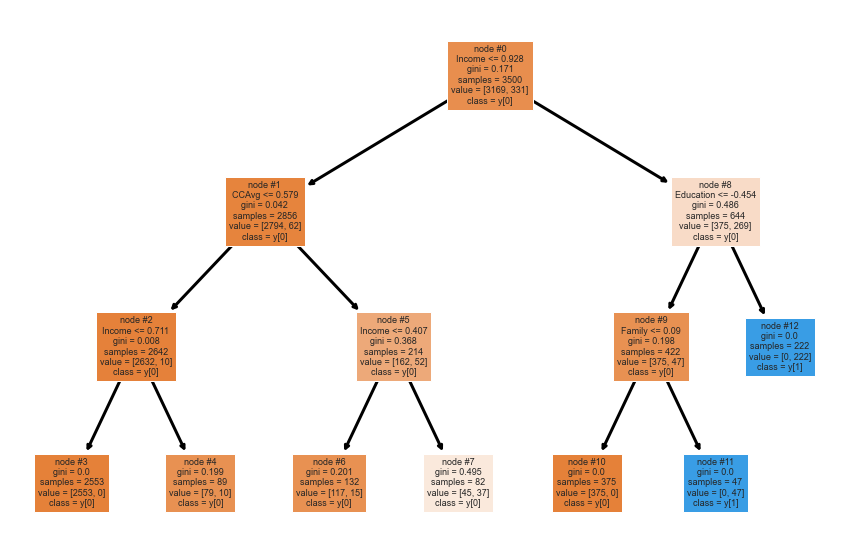 node #0
Income <= 0.928
gini = 0.171
samples = 3500
value = [3169, 331]
class = y[0]
node #1
CCAvg <= 0.579
gini = 0.042
samples = 2856
value = [2794, 62]
class = y[0]
node #8
Education <= -0.454
gini = 0.486
samples = 644
value = [375, 269]
class = y[0]
node #2
Income <= 0.711
gini = 0.008
samples = 2642
value = [2632, 10]
class = y[0]
node #5
Income <= 0.407
gini = 0.368
samples = 214
value = [162, 52]
class = y[0]
node #9
Family <= 0.09
gini = 0.198
samples = 422
value = [375, 47]
class = y[0]
node #12
gini = 0.0
samples = 222
value = [0, 222]
class = y[1]
node #3
gini = 0.0
samples = 2553
value = [2553, 0]
class = y[0]
node #4
gini = 0.199
samples = 89
value = [79, 10]
class = y[0]
node #6
gini = 0.201
samples = 132
value = [117, 15]
class = y[0]
node #7
gini = 0.495
samples = 82
value = [45, 37]
class = y[0]
node #10
gini = 0.0
samples = 375
value = [375, 0]
class = y[0]
node #11
gini = 0.0
samples = 47
value = [0, 47]
class = y[1]